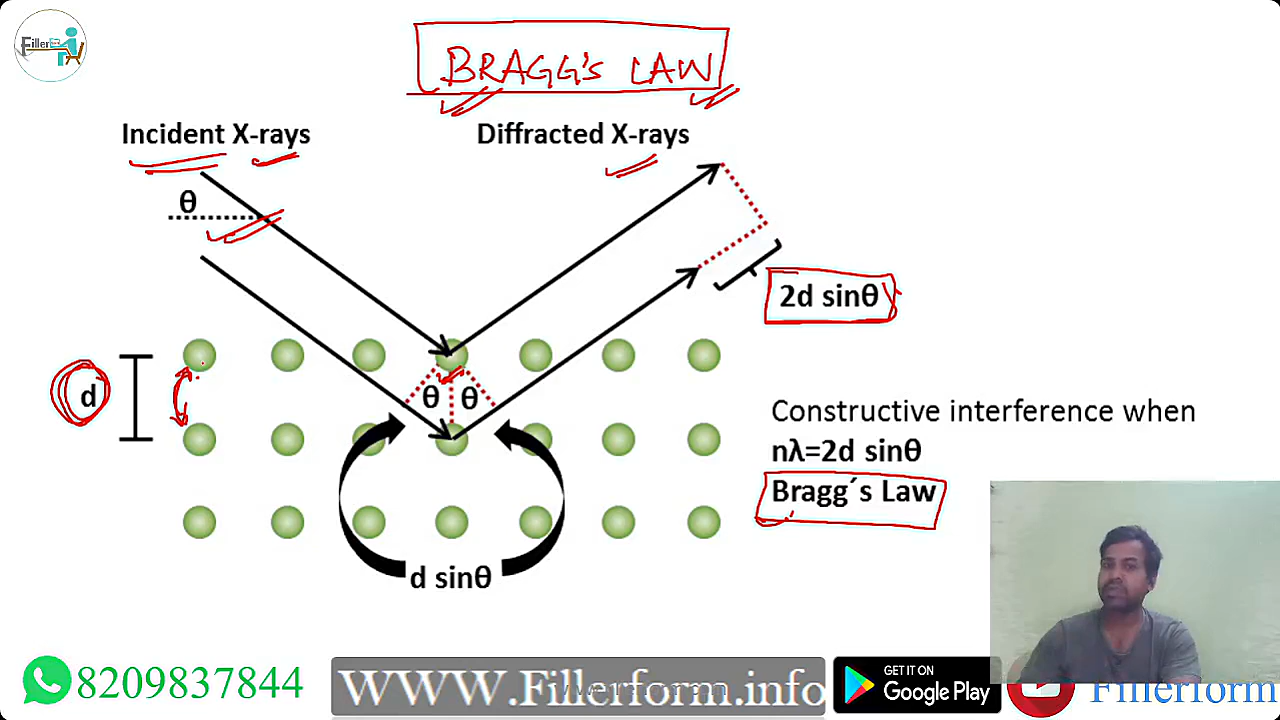 Fillerform
BRAGG's LAW
Incident X-rays
Diffracted X-rays
θ
2d sinθ
d
θ θ
Constructive interference when
nλ=2d sinθ
Bragg´s Law
d sinθ
8209837844
WWW.Fillerform.info
GET IT ON
Google Play
Fillerform